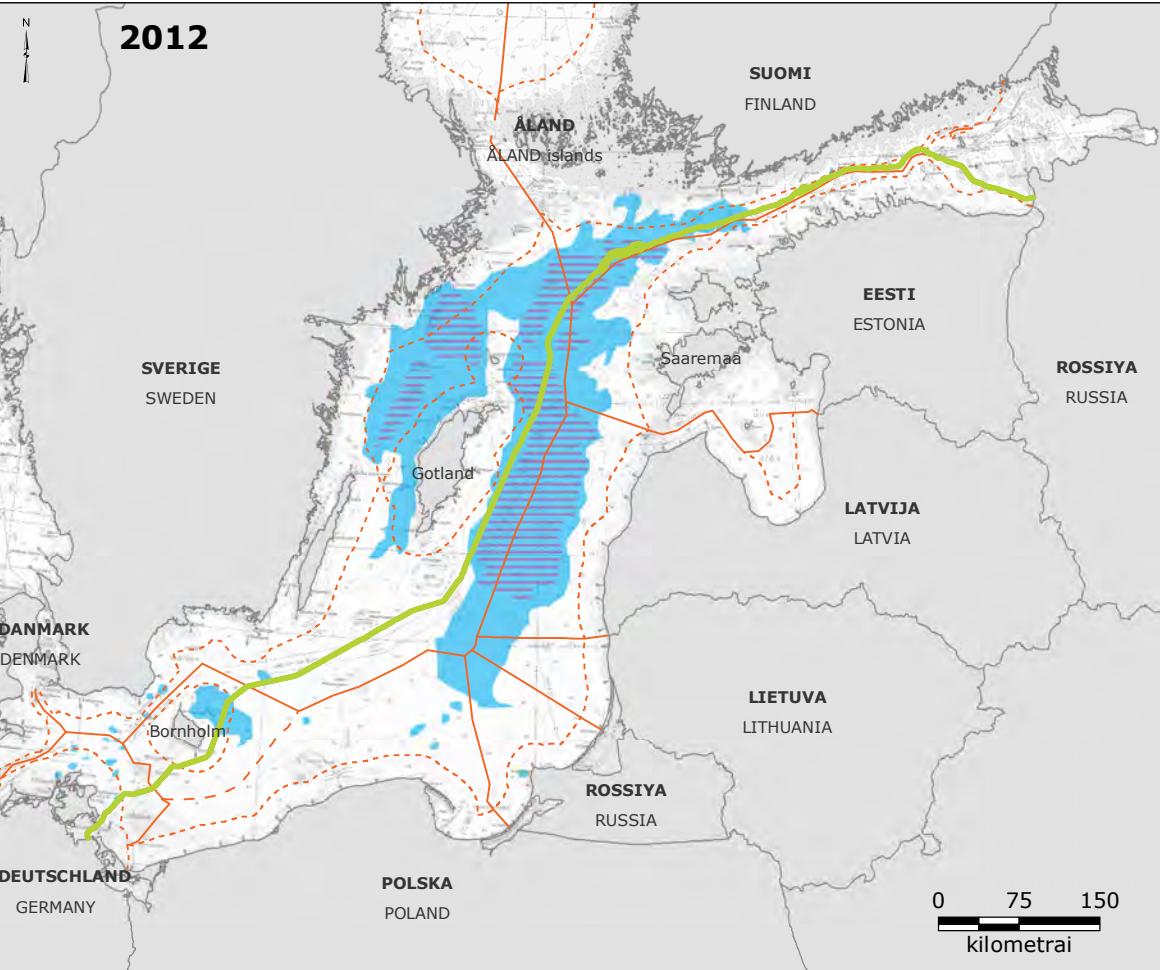 N
2012
SUOMI
FINLAND
ÅLAND
ÅLAND islands
EESTI
ESTONIA
Saaremaa
SVERIGE
SWEDEN
ROSSIYA
RUSSIA
Gotland
LATVIJA
LATVIA
DANMARK
DENMARK
LIETUVA
LITHUANIA
Bornholm
ROSSIYA
RUSSIA
DEUTSCHLAND
GERMANY
POLSKA
POLAND
0 75 150
kilometrai